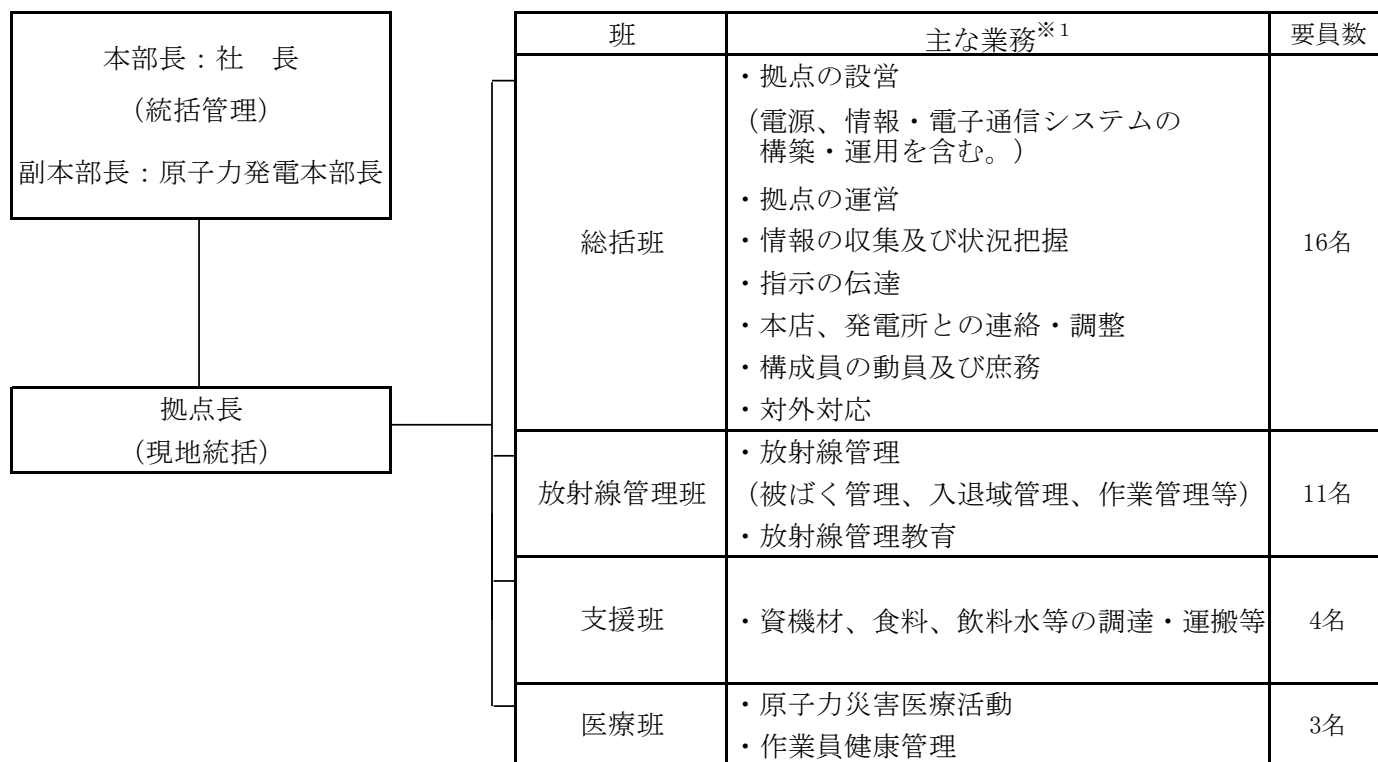 本部長：社　長
(統括管理)
副本部長：原子力発電本部長
拠点長
(現地統括)
班
主な業務※１
要員数
総括班
・拠点の設営
（電源、情報・電子通信システムの
構築・運用を含む。）
・拠点の運営
・情報の収集及び状況把握
・指示の伝達
・本店、発電所との連絡・調整
・構成員の動員及び庶務
・対外対応
16名
放射線管理班
・放射線管理
（被ばく管理、入退域管理、作業管理等）
・放射線管理教育
11名
支援班
・資機材、食料、飲料水等の調達・運搬等
4名
医療班
・原子力災害医療活動
・作業員健康管理
3名